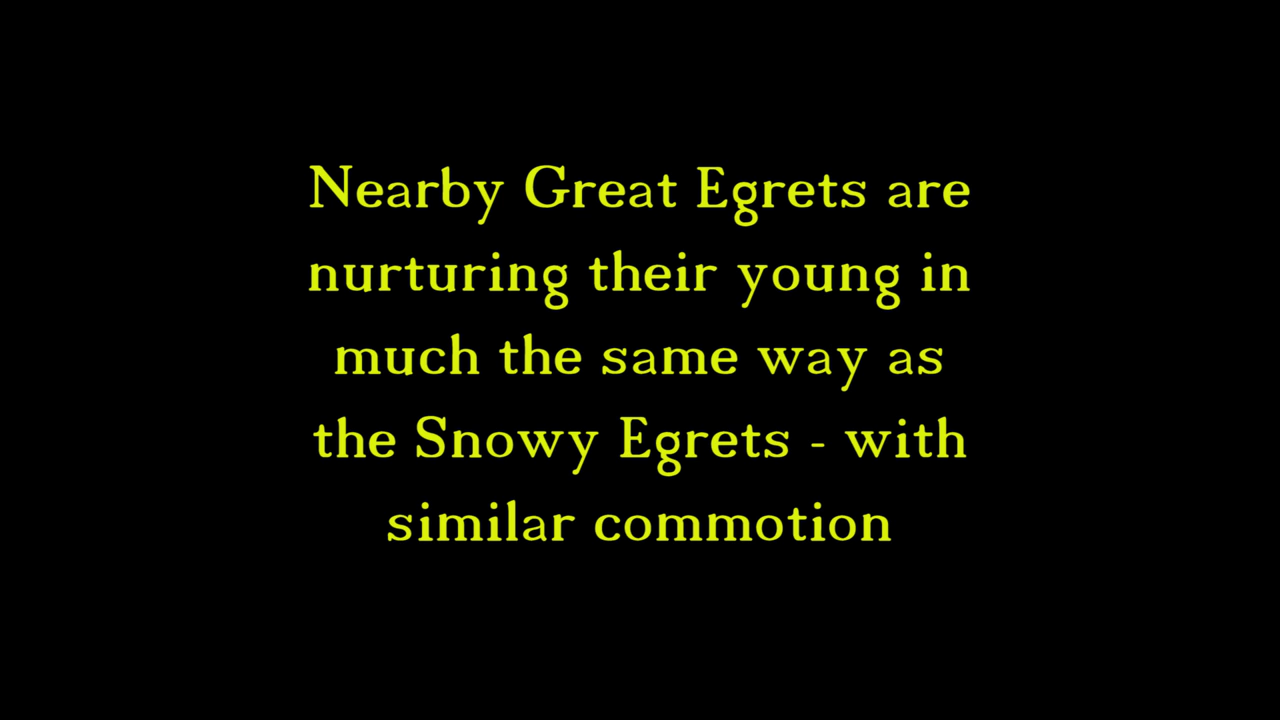 Nearby Great Egrets are
nurturing their young in
much the same way as
the Snowy Egrets - with
similar commotion